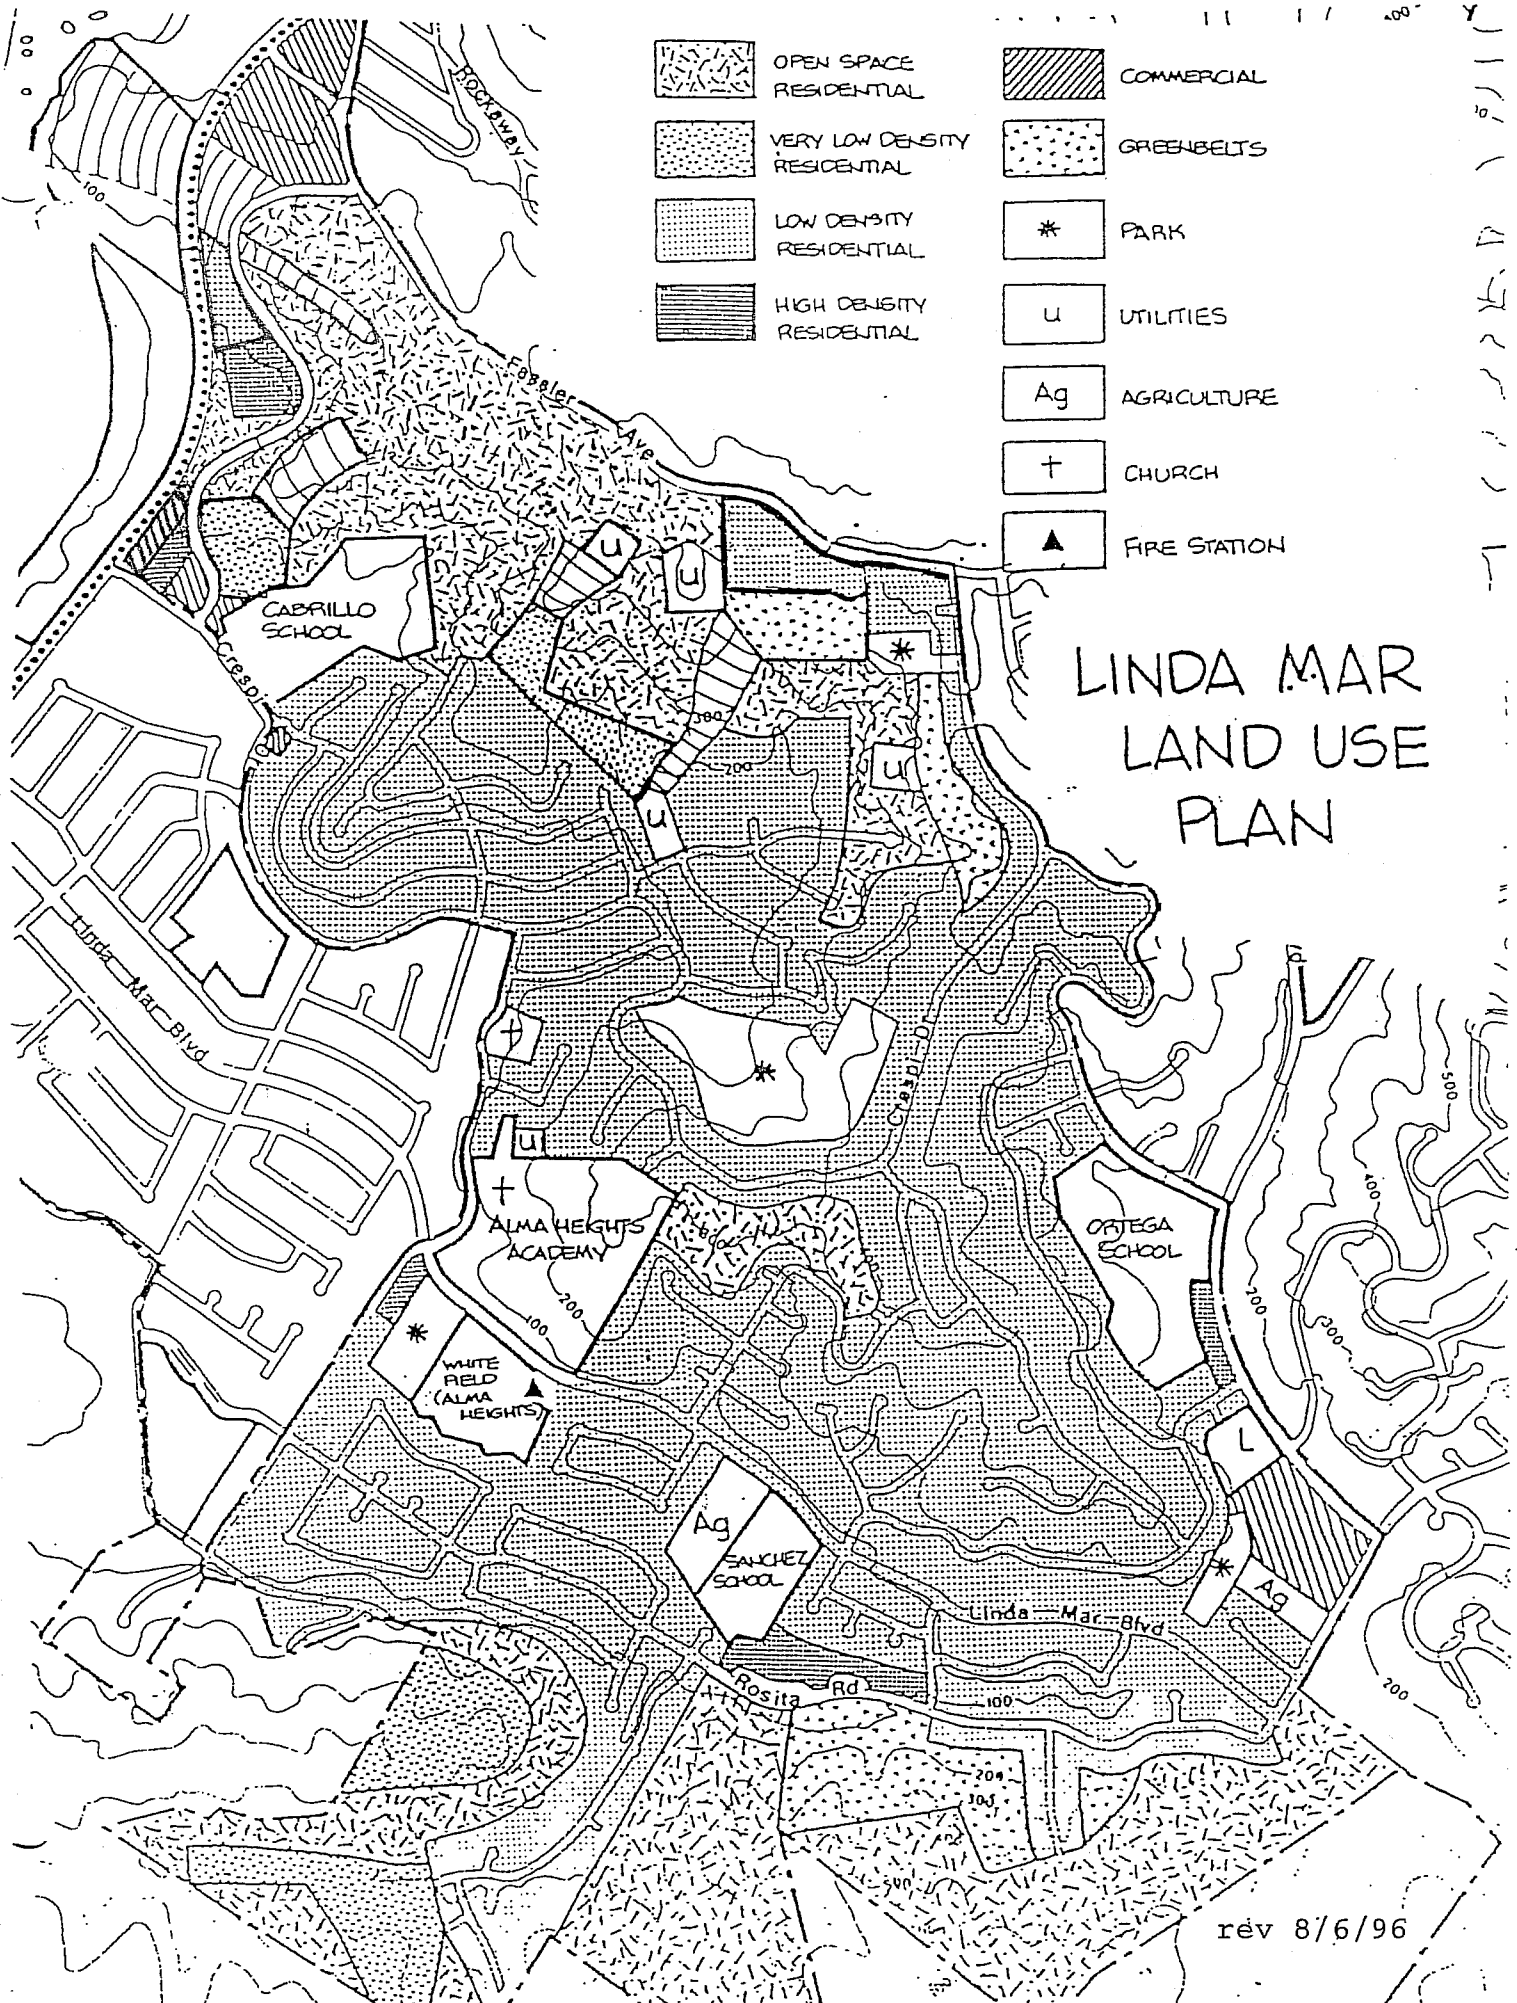 OPEN SPACE
RESIDENTIAL
VERY LOW DENSITY
RESIDENTIAL
LOW DENSITY
RESIDENTIAL
HIGH DENSITY
RESIDENTIAL
COMMERCIAL
GREENBELTS
PARK
u
UTILITIES
Ag
AGRICULTURE
CHURCH
FIRE STATION
LINDA MAR
LAND USE
PLAN
400
ROCKAWAY
100
Fassler Ave
u
u
CABRILLO
SCHOOL
Crespi
300
200
u
u
Linda Mar Blvd
Crespi Dr
500
400
u
ALMA HEIGHTS
ACADEMY
200
100
ORTEGA
SCHOOL
200
300
WHITE
FIELD
(ALMA
HEIGHTS)
L
Ag
SANCHEZ
SCHOOL
Ag
Linda Mar Blvd
Rosita Rd
100
200
rev 8/6/96